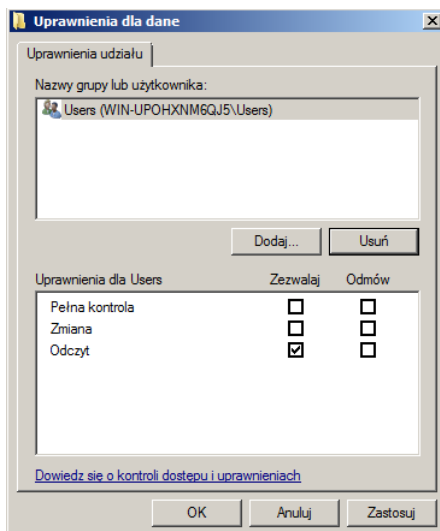 Uprawnienia dla dane
Uprawnienia udziału
Nazwy grupy lub użytkownika:
Users (WIN-UPOHXNM6QJ5\Users)
Dodaj... Usuń
Uprawnienia dla Users Zezwalaj Odmów
Pełna kontrola
Zmiana
Odczyt
Dowiedz się o kontroli dostępu i uprawnieniach
OK Anuluj Zastosuj